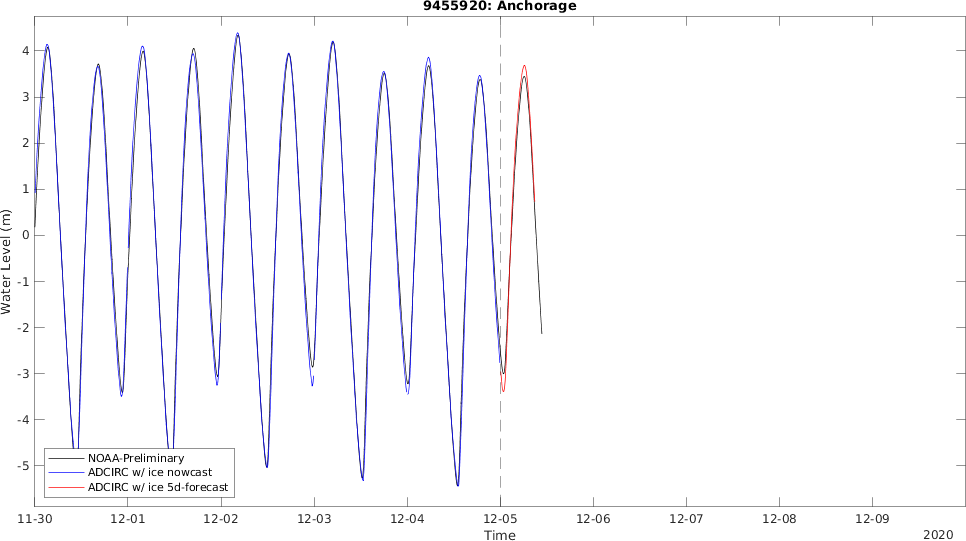 9455920: Anchorage
Water Level (m)
4
3
2
1
0
-1
-2
-3
-4
-5
NOAA-Preliminary
ADCIRC w/ ice nowcast
ADCIRC w/ ice 5d-forecast
11-30 12-01 12-02 12-03 12-04 12-05 12-06 12-07 12-08 12-09
Time
2020